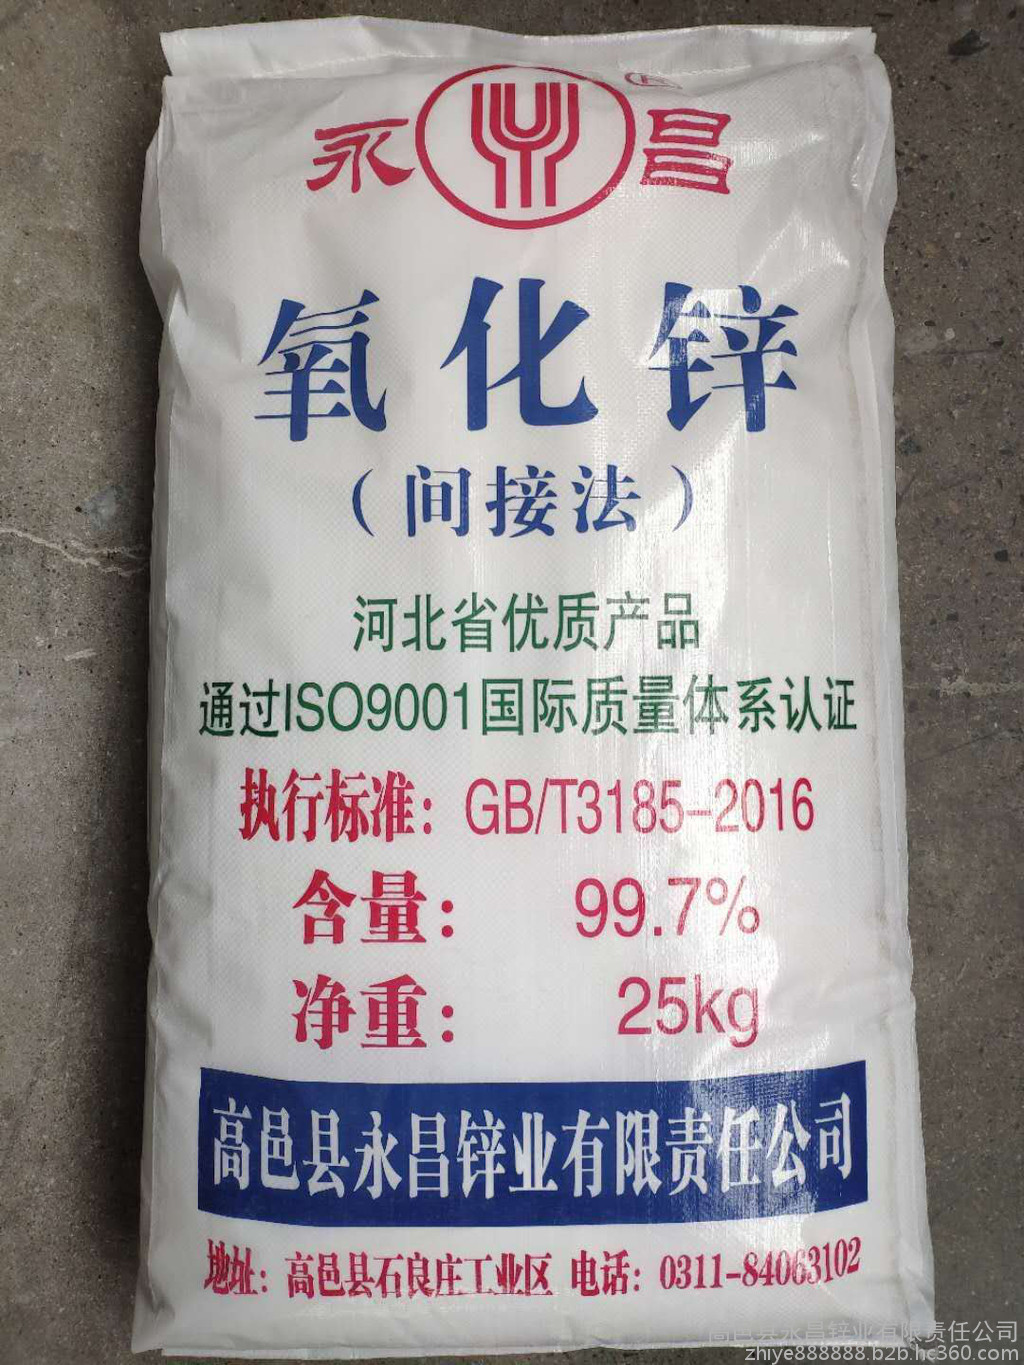 永 昌
氧化锌
（间接法）
河北省优质产品
通过ISO9001国际质量体系认证
执行标准：GB/T3185-2016
含量： 99.7%
净重： 25kg
高邑县永昌锌业有限责任公司
地址：高邑县石良庄工业区 电话：0311-84063102
高邑县永昌锌业有限责任公司
zhiye888888.b2b.hc360.com